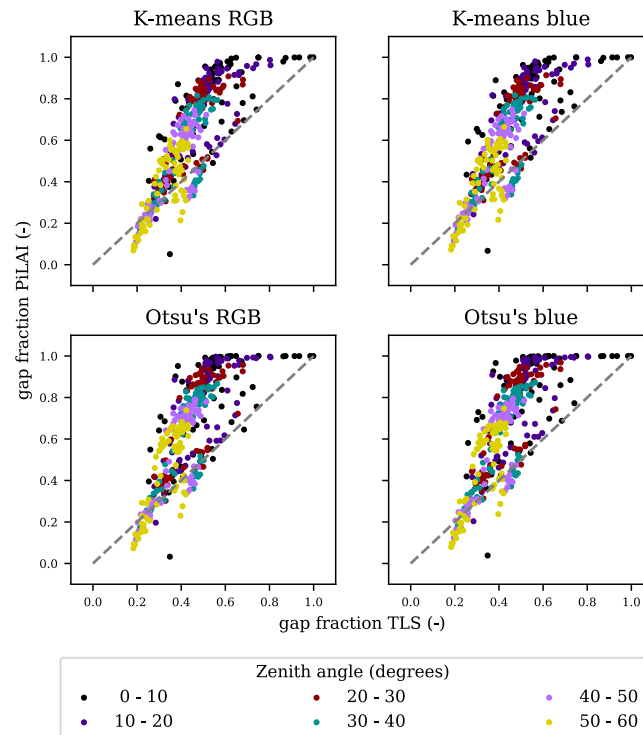 K-means RGB
K-means blue
1.0
0.8
0.6
0.4
0.2
0.0
Otsu's RGB
Otsu's blue
1.0
0.8
0.6
0.4
0.2
0.0
gap fraction PiLAI (-)
0.0 0.2 0.4 0.6 0.8 1.0
0.0 0.2 0.4 0.6 0.8 1.0
gap fraction TLS (-)
Zenith angle (degrees)
0 - 10 20 - 30 40 - 50
10 - 20 30 - 40 50 - 60